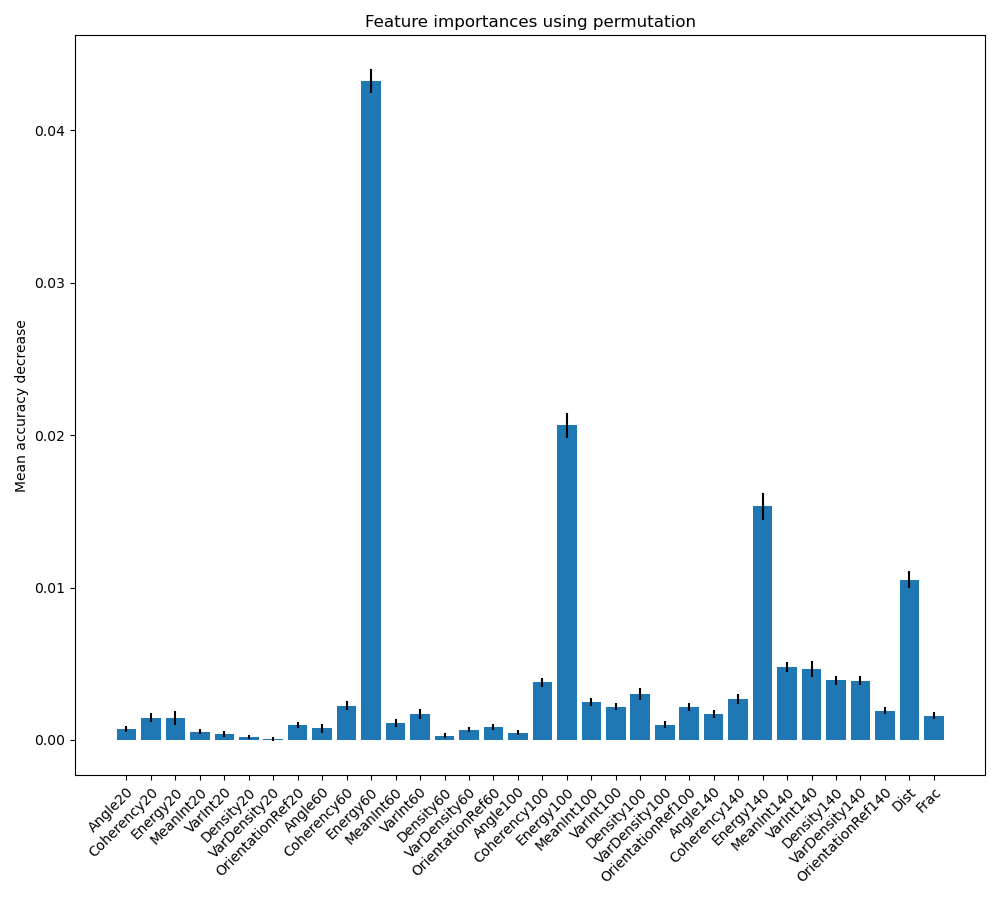 Feature importances using permutation
Mean accuracy decrease
0.04
0.03
0.02
0.01
0.00
Angle20
Coherency20
Energy20
MeanInt20
VarInt20
Density20
VarDensity20
OrientationRef20
Angle60
Coherency60
Energy60
MeanInt60
VarInt60
Density60
VarDensity60
OrientationRef60
Angle100
Coherency100
Energy100
MeanInt100
VarInt100
Density100
VarDensity100
OrientationRef100
Angle140
Coherency140
Energy140
MeanInt140
VarInt140
Density140
VarDensity140
OrientationRef140
Dist
Frac